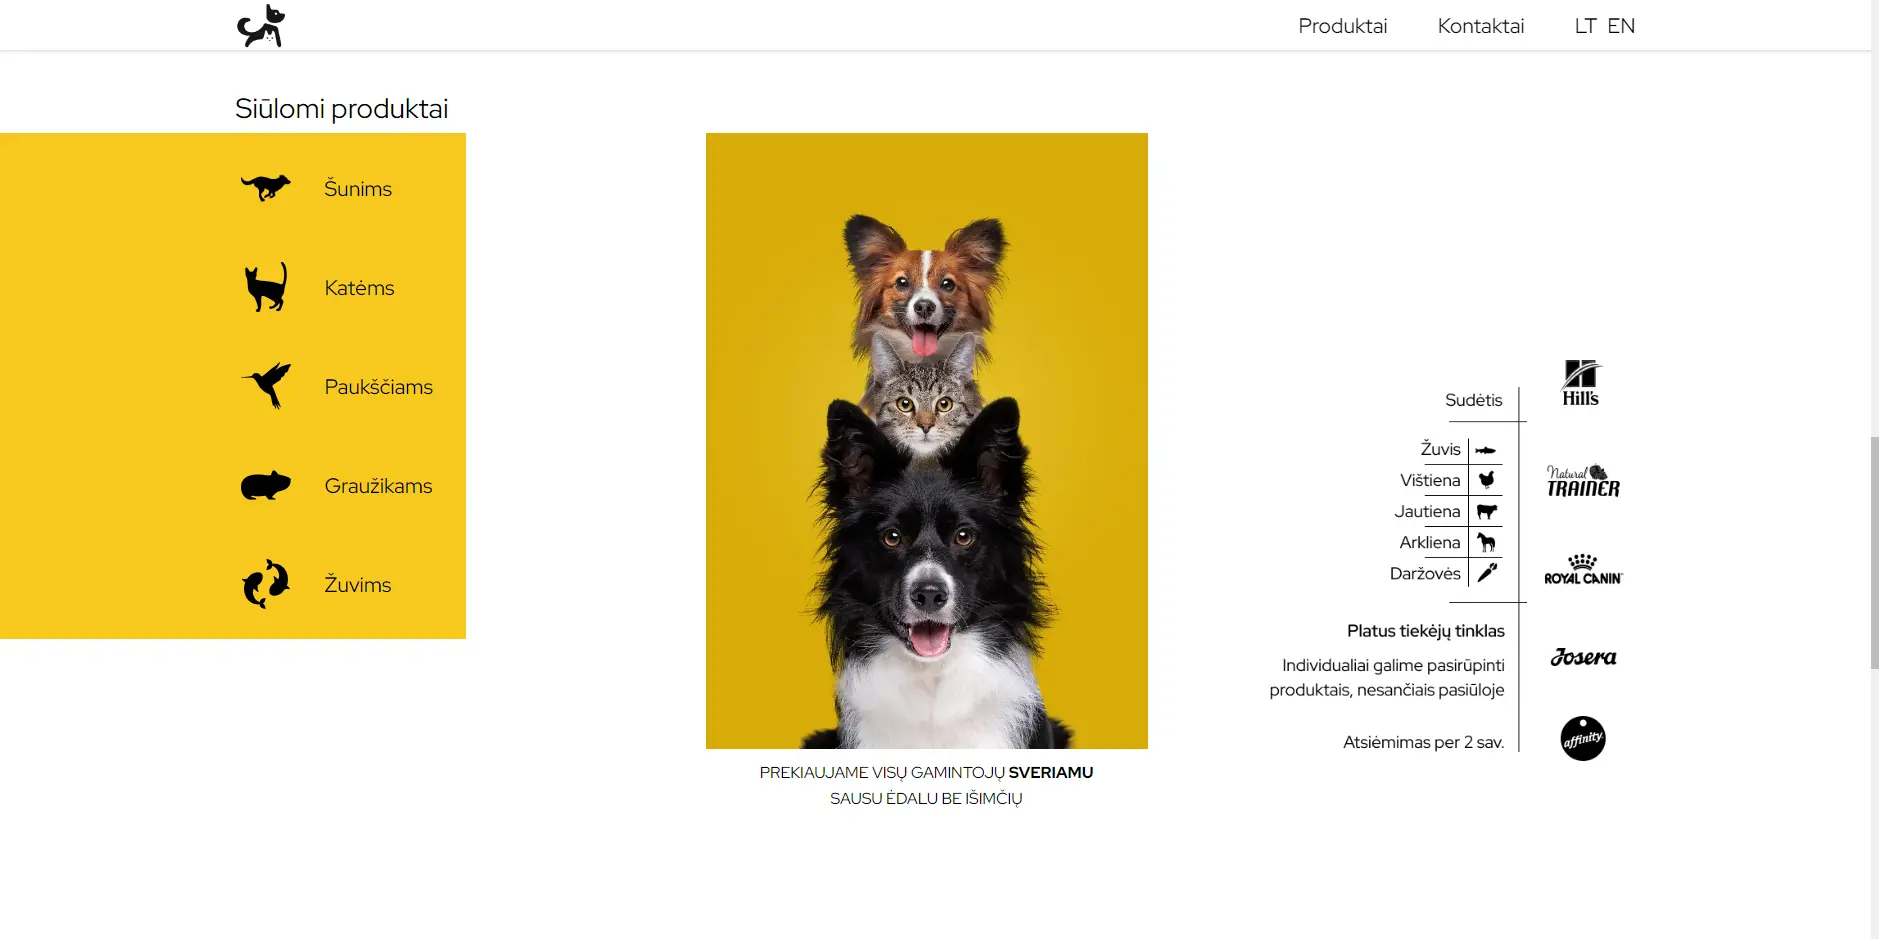 Produktai
Kontaktai
LT EN
Siūlomi produktai
Šunims
Katėms
Paukščiams
Graužikams
Žuvims
PREKIAUJAME VISŲ GAMINTOJŲ SVERIAMU
SAUSU ĖDALU BE IŠIMČIŲ
Sudėtis
Žuvis
Vištiena
Jautiena
Arkliena
Daržovės
Platus tiekėjų tinklas
Individualiai galime pasirūpinti
produktais, nesančiais pasiūloje
Atsiėmimas per 2 sav.
Hill's
Natural
TRAINER
ROYAL CANIN
Josera
affinity